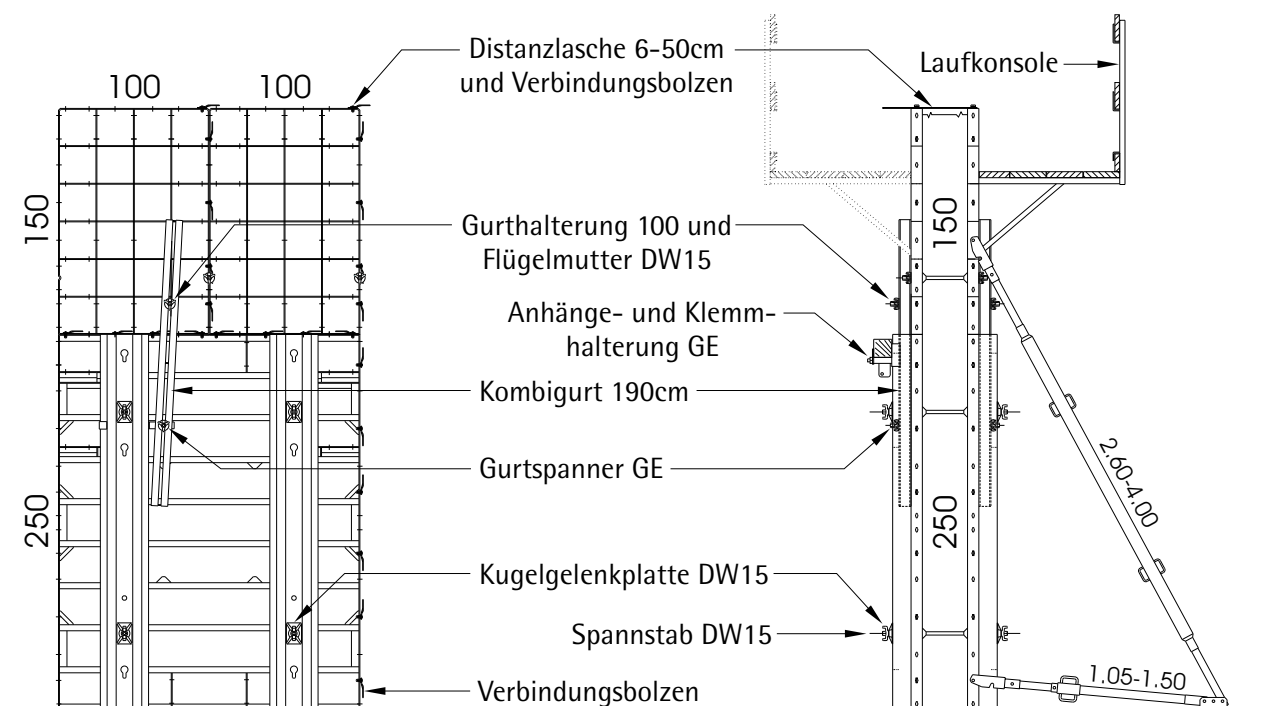 Distanzlasche 6-50cm
und Verbindungsbolzen
Laufkonsole
100
100
150
150
Gurthalterung 100 und
Flügelmutter DW15
Anhänge- und Klemm-
halterung GE
Kombigurt 190cm
Gurtspanner GE
2.60-4.00
250
250
Kugelgelenkplatte DW15
Spannstab DW15
Verbindungsbolzen
1.05-1.50